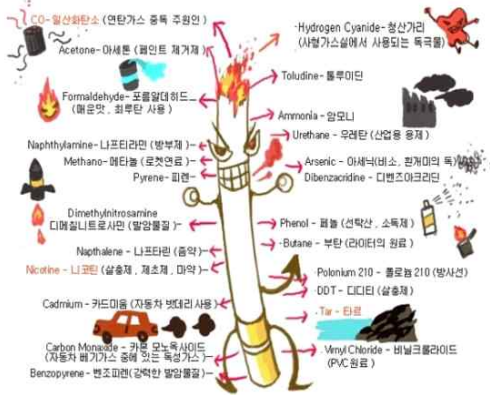 CO-일산화탄소 (연탄가스 중독 주원인)
Acetone-아세톤 (페인트 제거제)
Formaldehyde- 포름알데히드
(매운맛, 최루탄 사용)
Naphthylamine- 나프티라민 (방부제)
Methano- 메타놀 (로켓연료)
Pyrene- 피렌
Dimethylnitrosamine
디메칠니트로사민 (발암물질)
Napthalene - 나프타린 (좀약)
Nicotine - 니코틴 (살충제, 제초제, 마약)
Cadmium - 카드미움 (자동차 밧데리사용)
Carbon Monoxide - 카본 모노옥사이드
(자동차 배기가스 중에 있는 독성가스)
Benzopyrene - 벤조피렌(강력한 발암물질)
Hydrogen Cyanide- 청산가리
(사형가스실에서 사용되는 독극물)
Toludine- 톨루이딘
Ammonia - 암모니
Urethane - 우레탄 (산업용 용제)
Arsenic - 아세닉(비소, 흰개미의 독)
Dibenzacridine - 디벤즈아크리딘
Phenol - 페놀 (석탁산, 소독제)
Butane - 부탄 (라이터의 원료)
Polonium 210 - 폴로늄 210 (방사선)
DDT - 디디티 (살충제)
Tar - 타르
Vinyl Chloride - 비닐크롤라이드
(PVC원료)